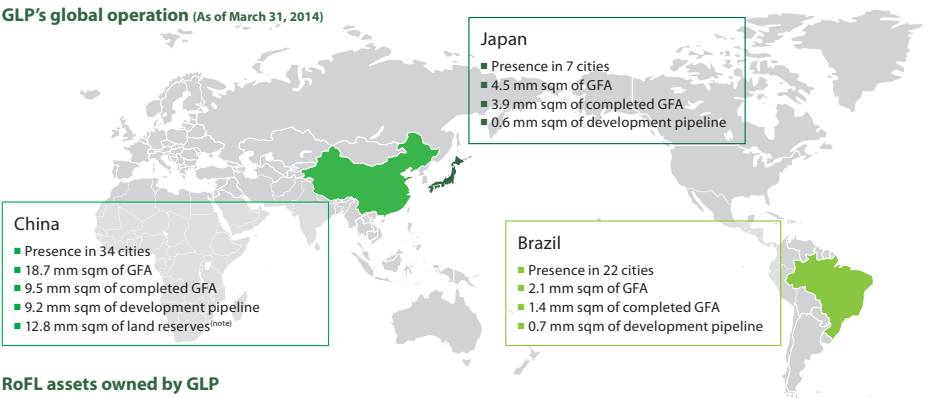 GLP's global operation (As of March 31, 2014)
Japan
■ Presence in 7 cities
■ 4.5 mm sqm of GFA
■ 3.9 mm sqm of completed GFA
■ 0.6 mm sqm of development pipeline
China
■ Presence in 34 cities
■ 18.7 mm sqm of GFA
■ 9.5 mm sqm of completed GFA
■ 9.2 mm sqm of development pipeline
■ 12.8 mm sqm of land reserves(note)
Brazil
■ Presence in 22 cities
■ 2.1 mm sqm of GFA
■ 1.4 mm sqm of completed GFA
■ 0.7 mm sqm of development pipeline
RoFL assets owned by GLP